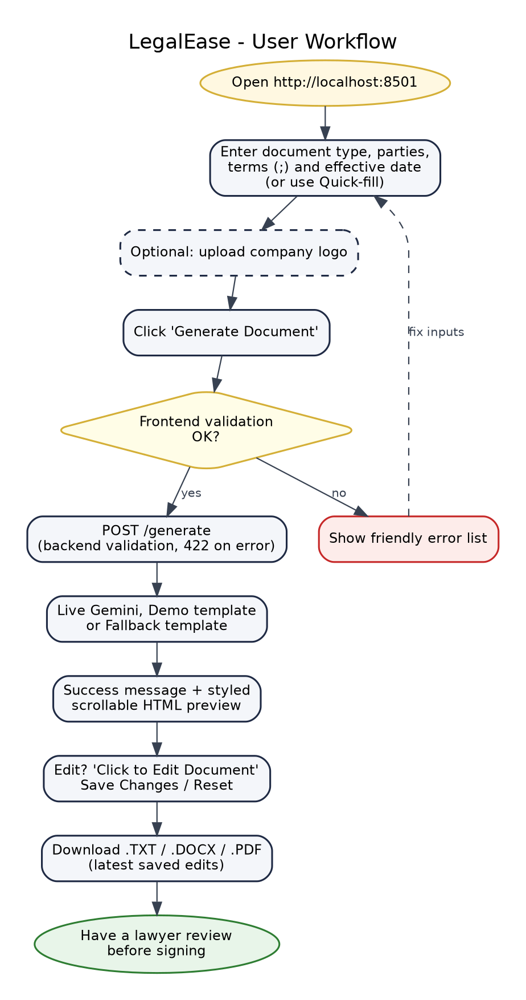 LegalEase - User Workflow
Open http://localhost:8501
Enter document type, parties,
terms (;) and effective date
(or use Quick-fill)
Optional: upload company logo
Click 'Generate Document'
fix inputs
Frontend validation
OK?
yes
no
POST /generate
(backend validation, 422 on error)
Show friendly error list
Live Gemini, Demo template
or Fallback template
Success message + styled
scrollable HTML preview
Edit? 'Click to Edit Document'
Save Changes / Reset
Download .TXT / .DOCX / .PDF
(latest saved edits)
Have a lawyer review
before signing